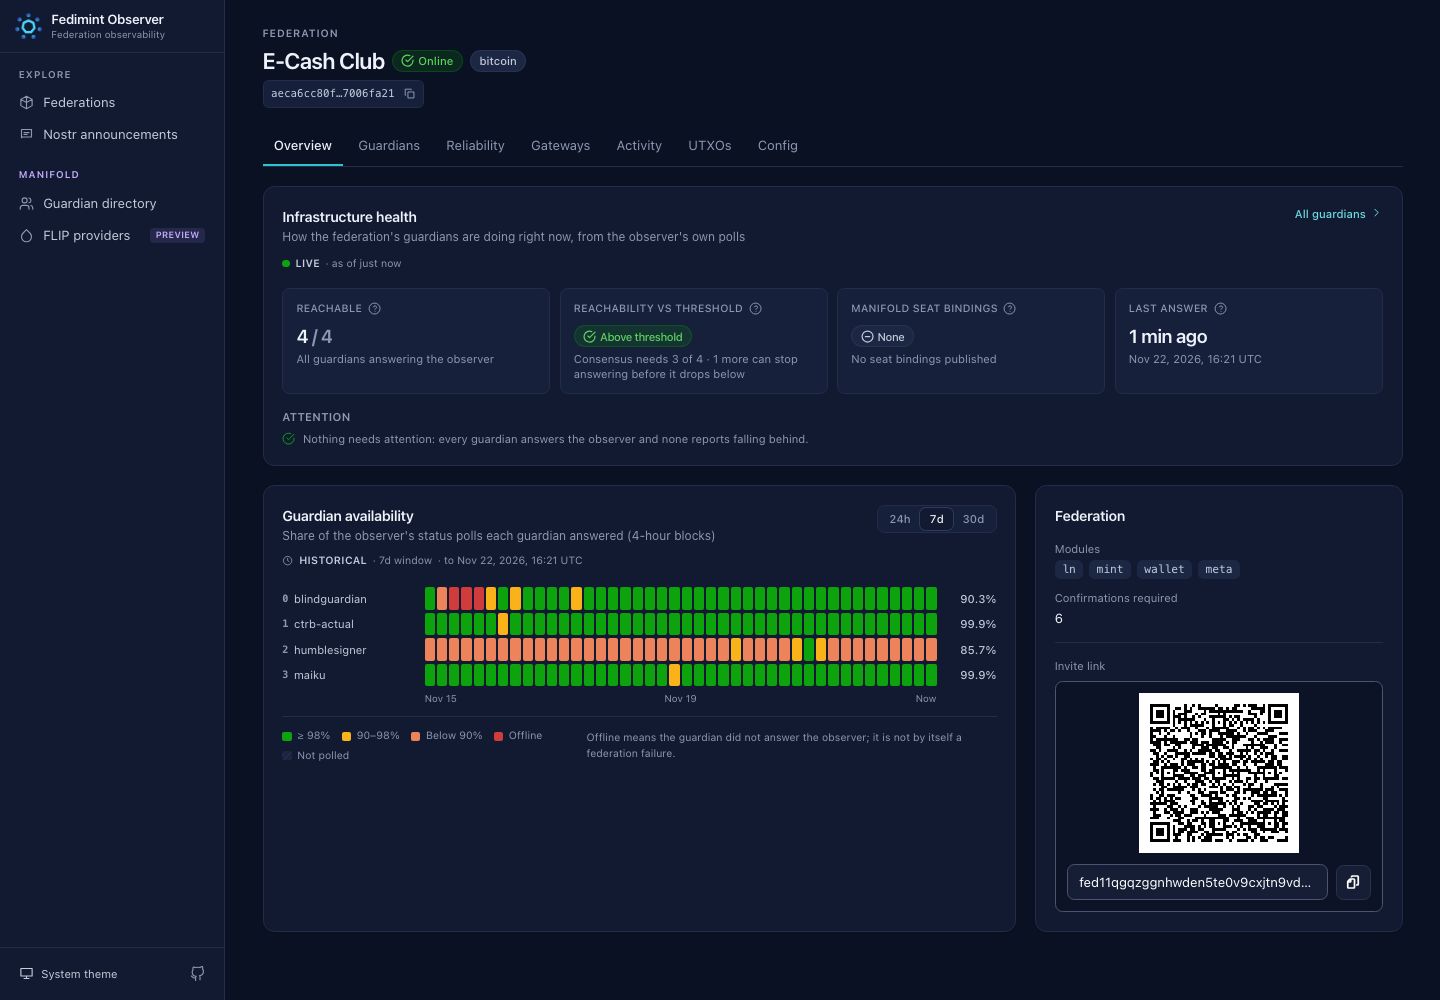 Fedimint Observer
Federation observability
EXPLORE
Federations
Nostr announcements
MANIFOLD
Guardian directory
FLIP providers PREVIEW
System theme
FEDERATION
E-Cash Club Online bitcoin
aeca6cc80f…7006fa21
Overview Guardians Reliability Gateways Activity UTXOs Config
Infrastructure health
All guardians
How the federation's guardians are doing right now, from the observer's own polls
LIVE · as of just now
REACHABLE
4 / 4
All guardians answering the observer
REACHABILITY VS THRESHOLD
Above threshold
Consensus needs 3 of 4 · 1 more can stop
answering before it drops below
MANIFOLD SEAT BINDINGS
None
No seat bindings published
LAST ANSWER
1 min ago
Nov 22, 2026, 16:21 UTC
ATTENTION
Nothing needs attention: every guardian answers the observer and none reports falling behind.
Guardian availability
24h 7d 30d
Share of the observer's status polls each guardian answered (4-hour blocks)
HISTORICAL · 7d window · to Nov 22, 2026, 16:21 UTC
0 blindguardian 90.3%
1 ctrb-actual 99.9%
2 humblesigner 85.7%
3 maiku 99.9%
Nov 15 Nov 19 Now
≥ 98% 90–98% Below 90% Offline
Not polled
Offline means the guardian did not answer the observer; it is not by itself a
federation failure.
Federation
Modules
ln mint wallet meta
Confirmations required
6
Invite link
fed11qgqzggnhwden5te0v9cxjtn9vd...